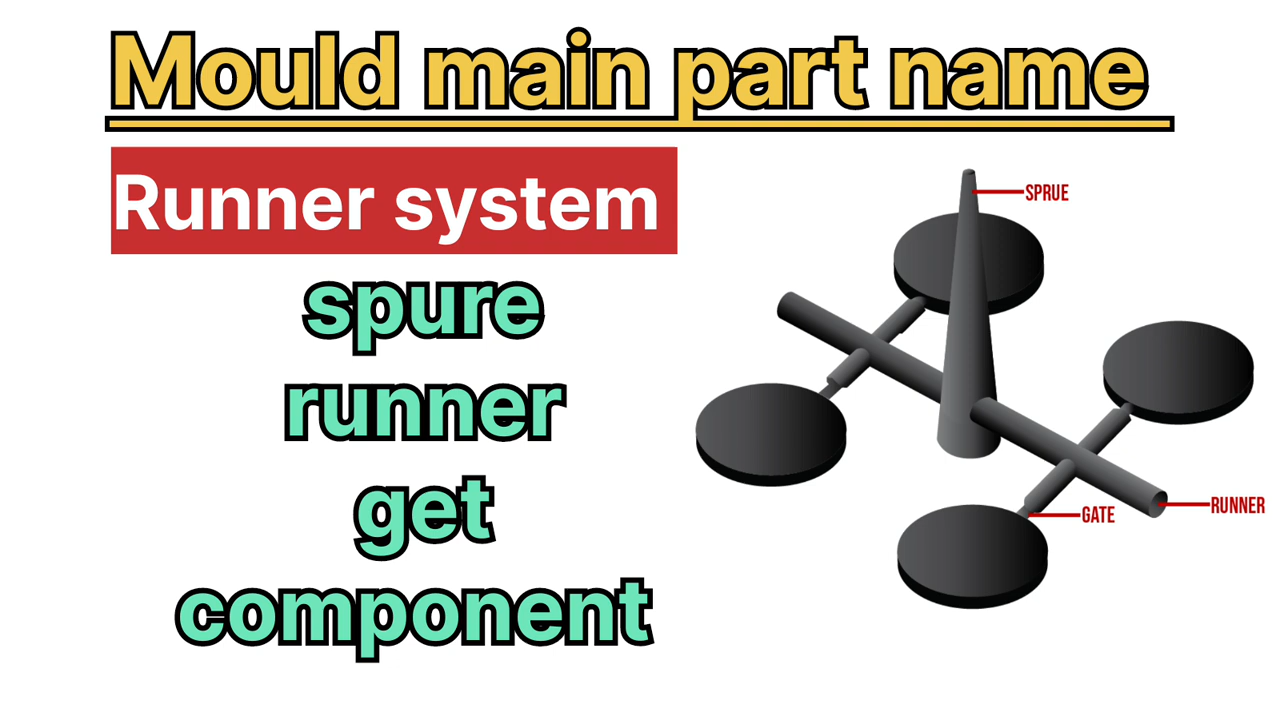 Mould main part name
Runner system
spure
runner
get
component
SPRUE
GATE
RUNNER